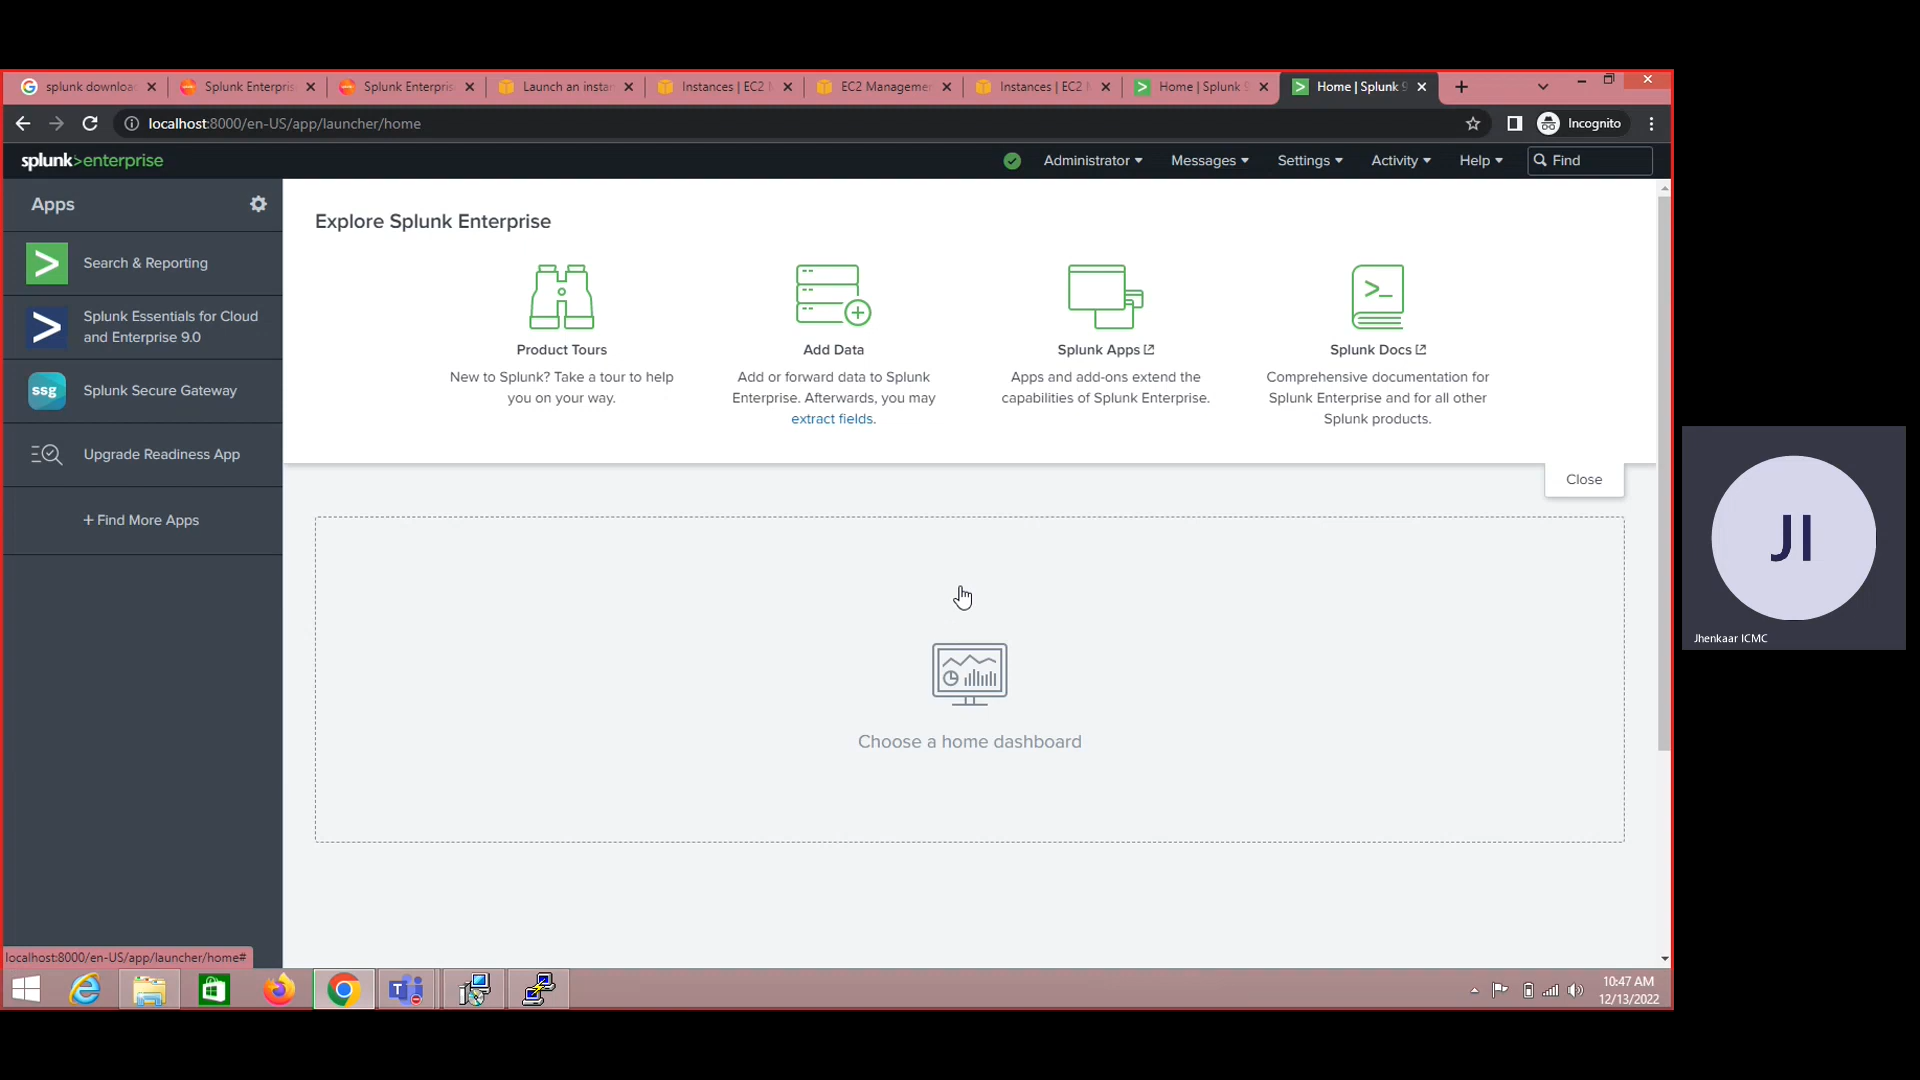 splunk downloa
Splunk Enterpris
Splunk Enterpris
Launch an instan
Instances | EC2 M
EC2 Manageme
Instances | EC2 M
Home | Splunk 9
Home | Splunk 9
localhost:8000/en-US/app/launcher/home
Incognito
splunk>enterprise
Administrator
Messages
Settings
Activity
Help
Find
Apps
Search & Reporting
Splunk Essentials for Cloud
and Enterprise 9.0
ssg
Splunk Secure Gateway
Upgrade Readiness App
+ Find More Apps
Explore Splunk Enterprise
Product Tours
New to Splunk? Take a tour to help
you on your way.
Add Data
Add or forward data to Splunk
Enterprise. Afterwards, you may
extract fields.
Splunk Apps
Apps and add-ons extend the
capabilities of Splunk Enterprise.
Splunk Docs
Comprehensive documentation for
Splunk Enterprise and for all other
Splunk products.
Close
Choose a home dashboard
JI
Jhenkaar ICMC
localhost:8000/en-US/app/launcher/home#
10:47 AM
12/13/2022